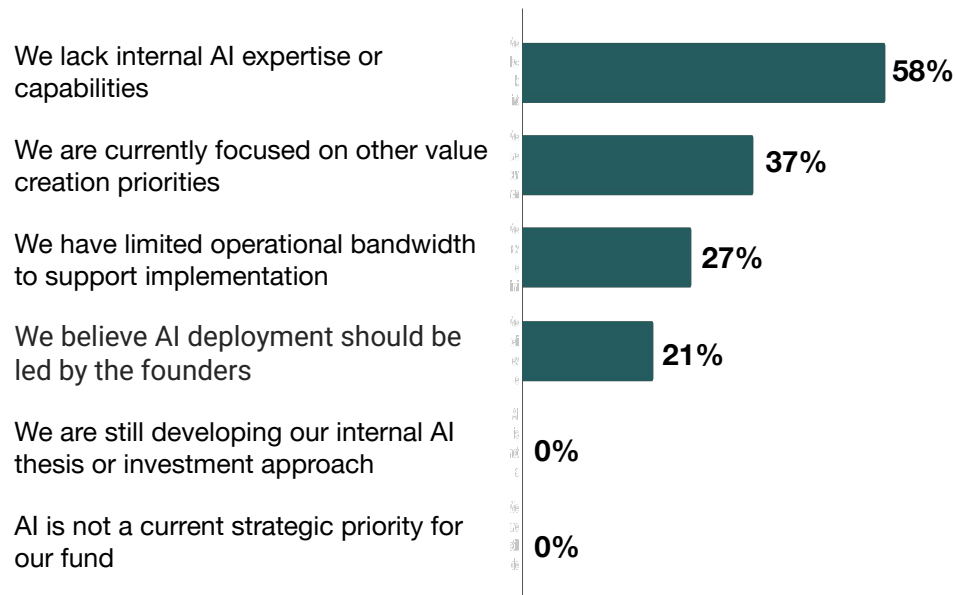 We lack internal AI expertise or
capabilities
58%
We are currently focused on other value
creation priorities
37%
We have limited operational bandwidth
to support implementation
27%
We believe AI deployment should be
led by the founders
21%
We are still developing our internal AI
thesis or investment approach
0%
AI is not a current strategic priority for
our fund
0%